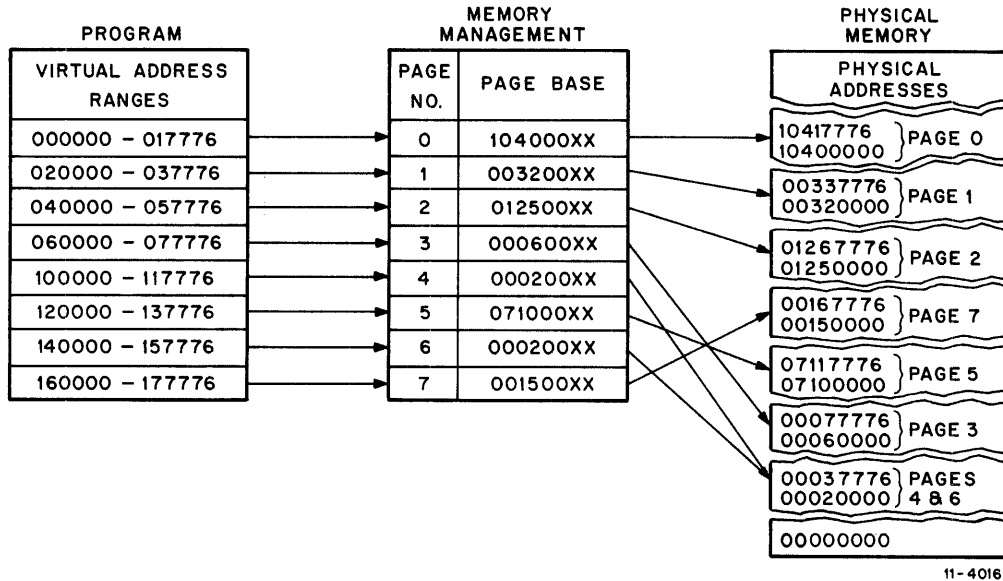 PROGRAM
VIRTUAL ADDRESS
RANGES
000000 – 017776
020000 – 037776
040000 – 057776
060000 – 077776
100000 – 117776
120000 – 137776
140000 – 157776
160000 – 177776
MEMORY
MANAGEMENT
PAGE
NO.
PAGE BASE
0 104000XX
1 003200XX
2 012500XX
3 000600XX
4 000200XX
5 071000XX
6 000200XX
7 001500XX
PHYSICAL
MEMORY
PHYSICAL
ADDRESSES
10417776
10400000
PAGE 0
00337776
00320000
PAGE 1
01267776
01250000
PAGE 2
00167776
00150000
PAGE 7
07117776
07100000
PAGE 5
00077776
00060000
PAGE 3
00037776
00020000
PAGES
4 & 6
00000000
11-4016